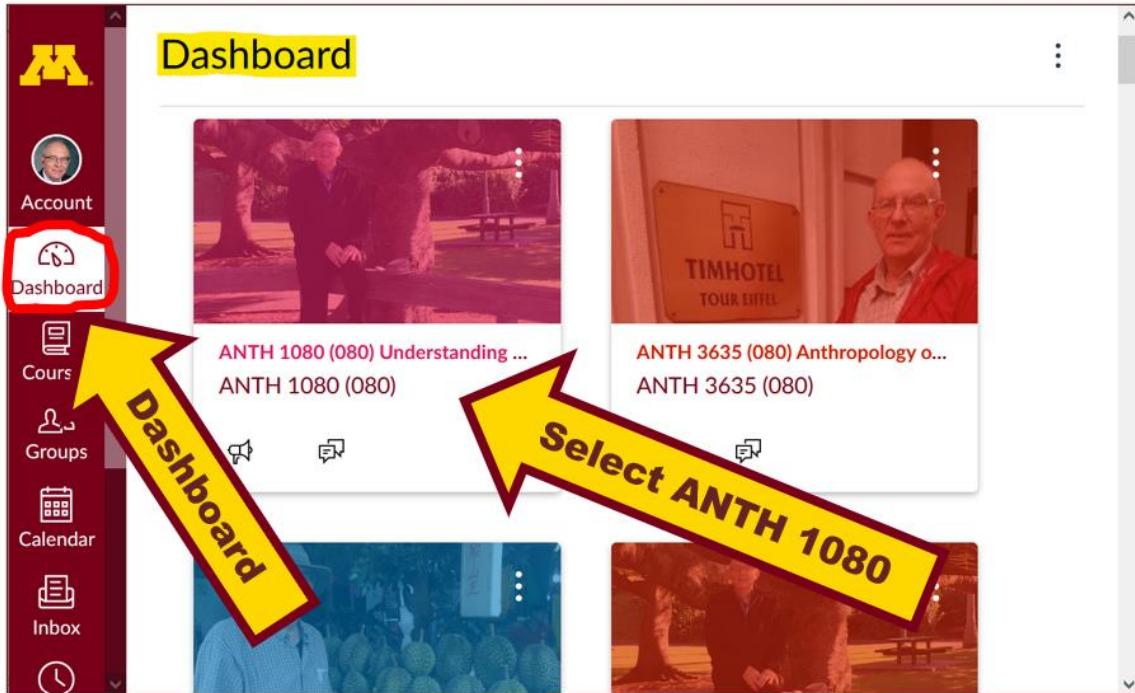 M
Dashboard
Account
Dashboard
Cours
Groups
Calendar
Inbox
TIMHOTEL
TOUR EIFFEL
ANTH 1080 (080) Understanding ...
ANTH 1080 (080)
ANTH 3635 (080) Anthropology o...
ANTH 3635 (080)
Dashboard
Select ANTH 1080